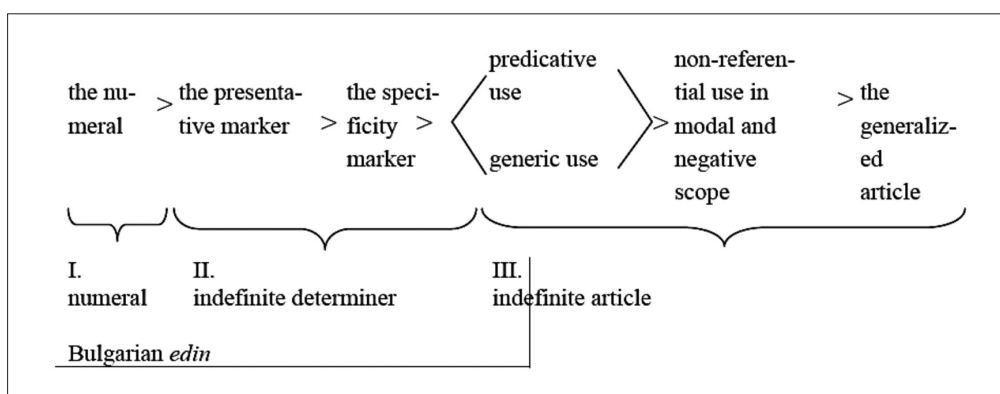 the nu-
meral
>
the presenta-
tive marker
>
the speci-
ficity
marker
>
predicative
use
generic use
>
non-referen-
tial use in
modal and
negative
scope
>
the
generaliz-
ed
article
I.
numeral
II.
indefinite determiner
III.
indefinite article
Bulgarian edin